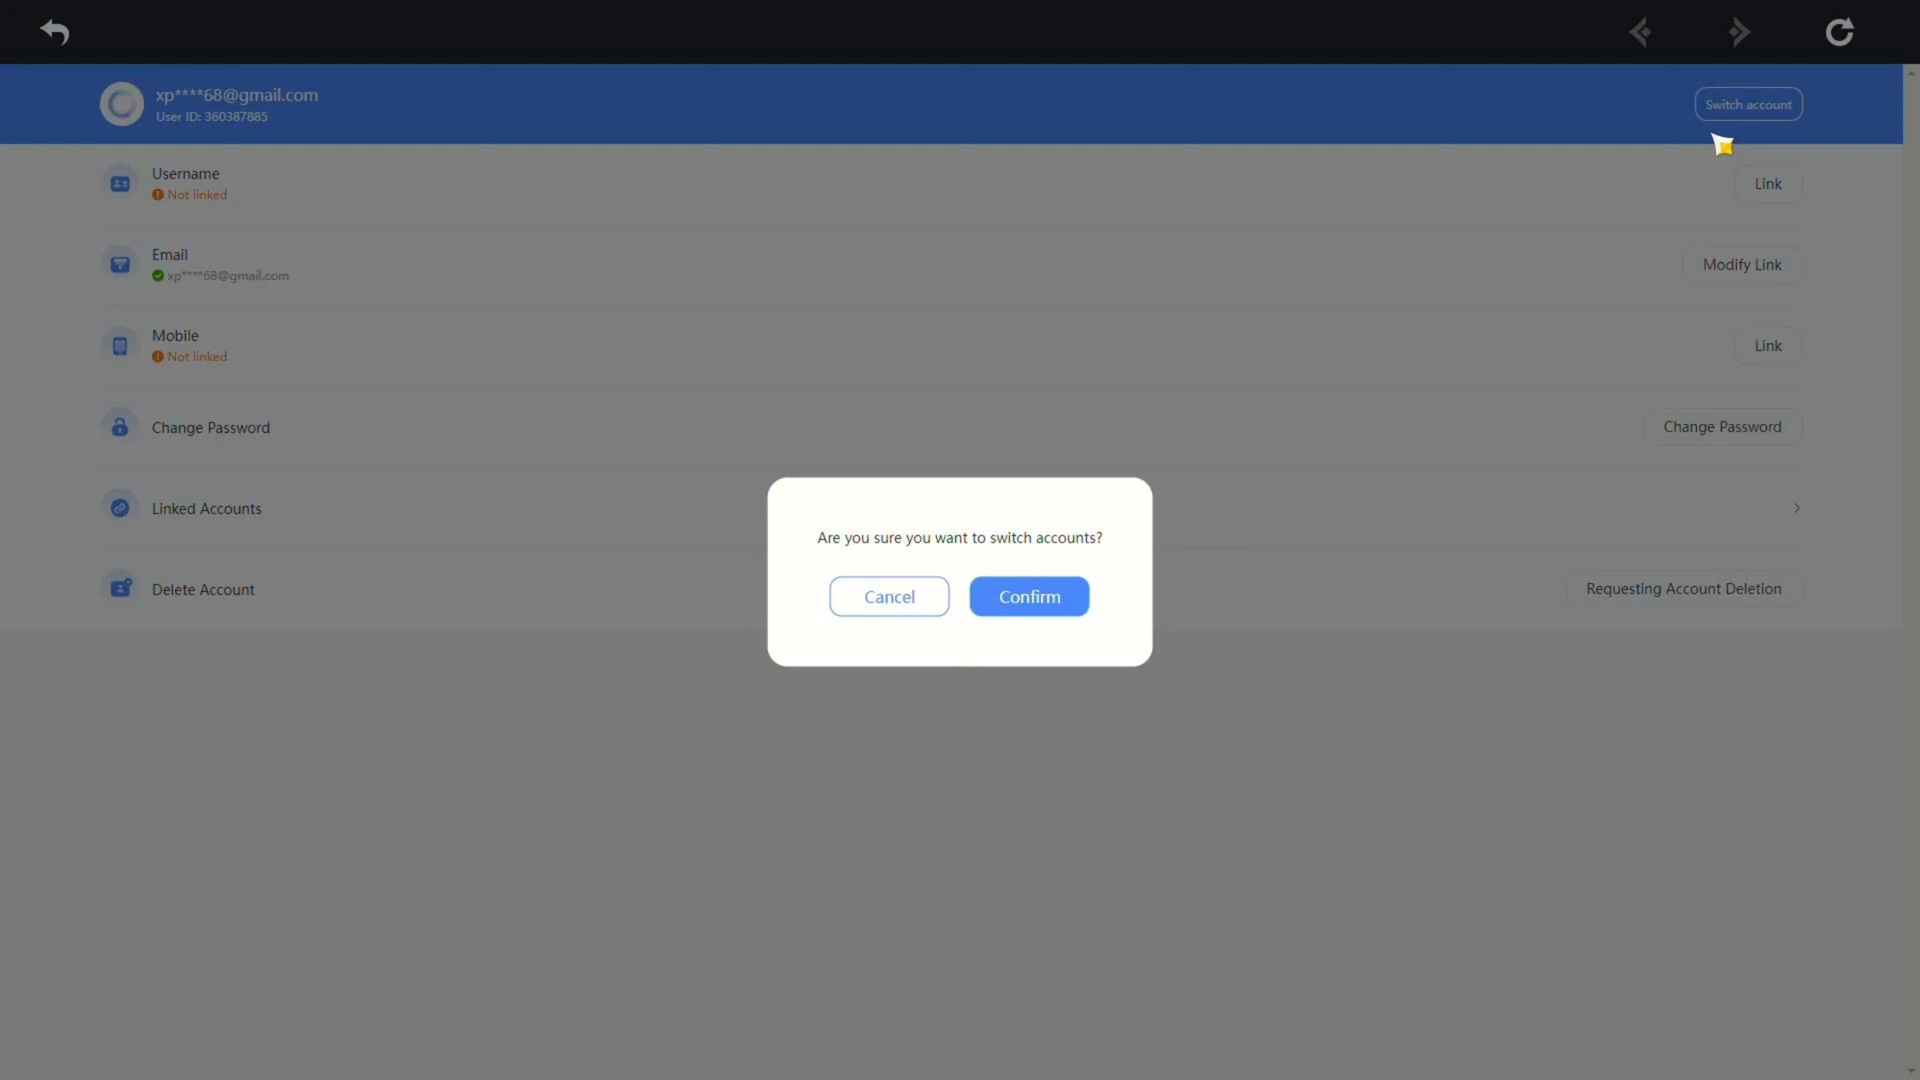 xp****68@gmail.com
User ID: 360387885
Switch account
Username
Not linked
Link
Email
xp****68@gmail.com
Modify Link
Mobile
Not linked
Link
Change Password
Change Password
Linked Accounts
Are you sure you want to switch accounts?
Cancel
Confirm
Delete Account
Requesting Account Deletion